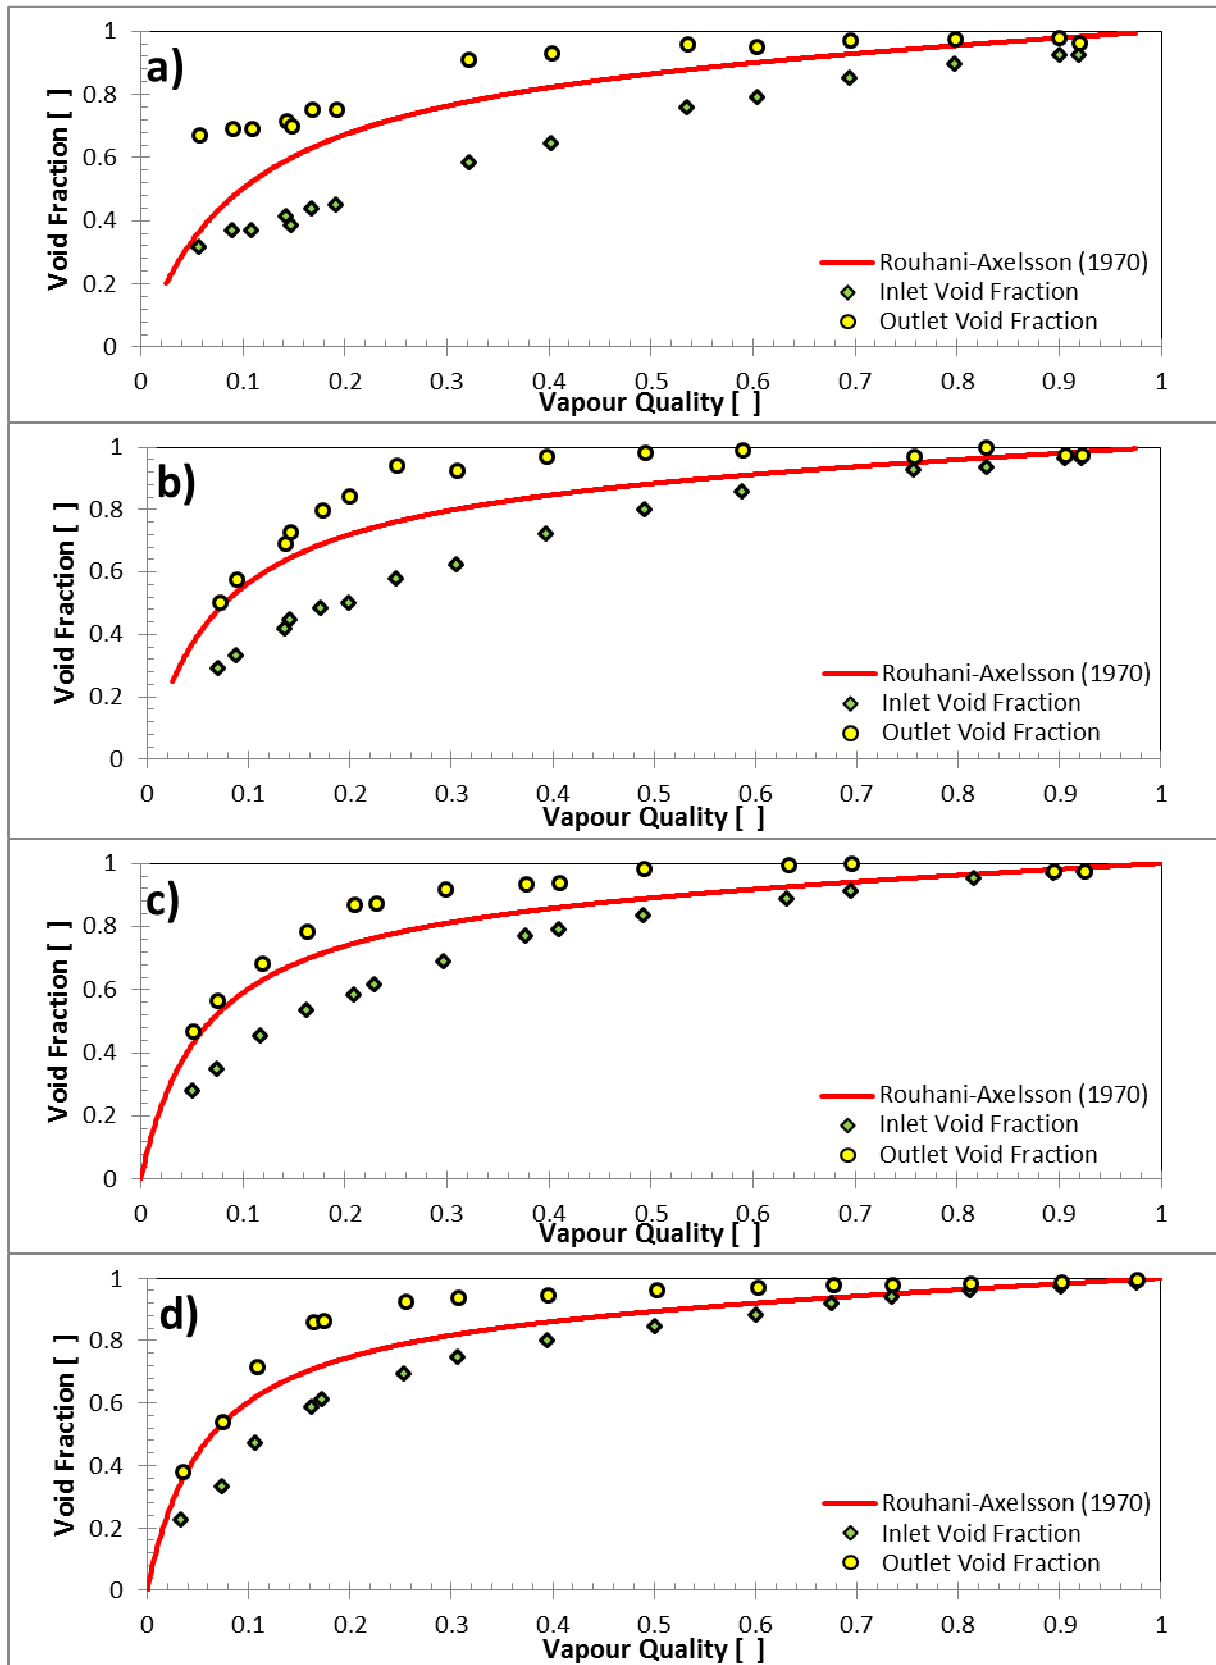 a)
1
0.8
0.6
0.4
0.2
0
Void Fraction [ ]
Rouhani-Axelsson (1970)
Inlet Void Fraction
Outlet Void Fraction
0 0.1 0.2 0.3 0.4 0.5 0.6 0.7 0.8 0.9 1
Vapour Quality [ ]
b)
1
0.8
0.6
0.4
0.2
0
Void Fraction [ ]
Rouhani-Axelsson (1970)
Inlet Void Fraction
Outlet Void Fraction
0 0.1 0.2 0.3 0.4 0.5 0.6 0.7 0.8 0.9 1
Vapour Quality [ ]
c)
1
0.8
0.6
0.4
0.2
0
Void Fraction [ ]
Rouhani-Axelsson (1970)
Inlet Void Fraction
Outlet Void Fraction
0 0.1 0.2 0.3 0.4 0.5 0.6 0.7 0.8 0.9 1
Vapour Quality [ ]
d)
1
0.8
0.6
0.4
0.2
0
Void Fraction [ ]
Rouhani-Axelsson (1970)
Inlet Void Fraction
Outlet Void Fraction
0 0.1 0.2 0.3 0.4 0.5 0.6 0.7 0.8 0.9 1
Vapour Quality [ ]